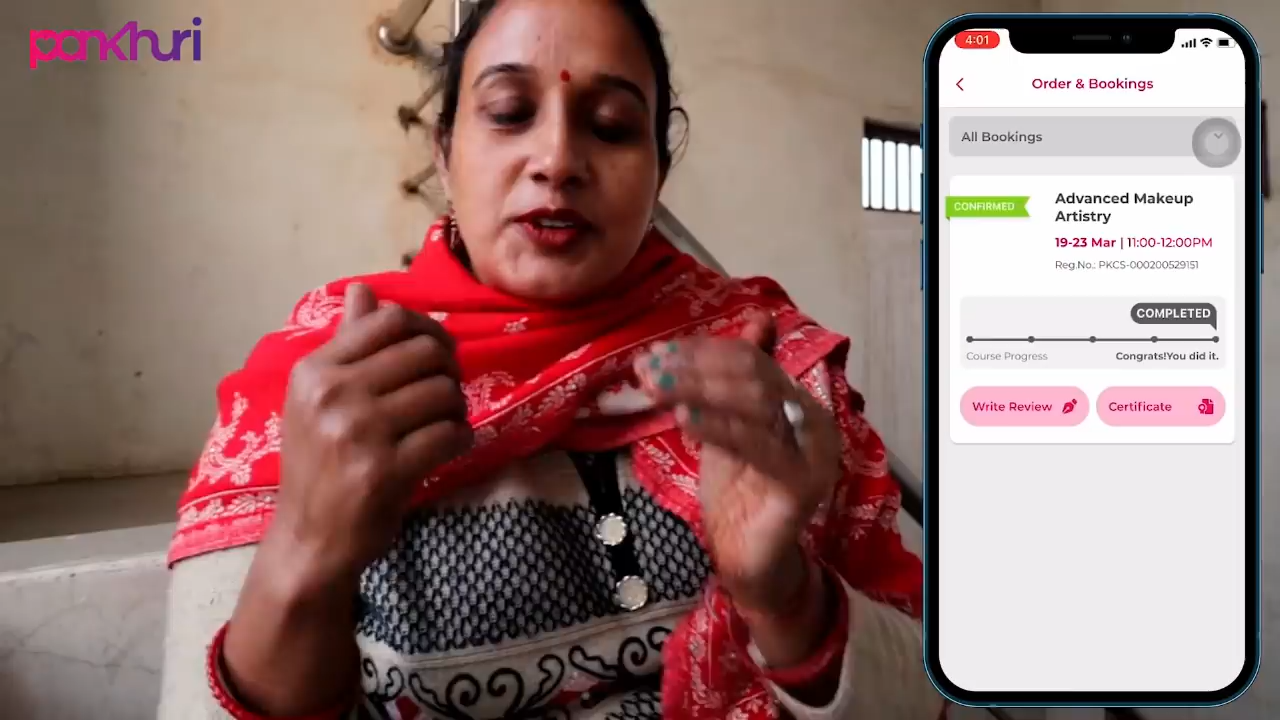 pankhuri
4:01
Order & Bookings
All Bookings
CONFIRMED
Advanced Makeup
Artistry
19-23 Mar | 11:00-12:00PM
Reg.No.: PKCS-000200529151
COMPLETED
Course Progress
Congrats!You did it.
Write Review
Certificate